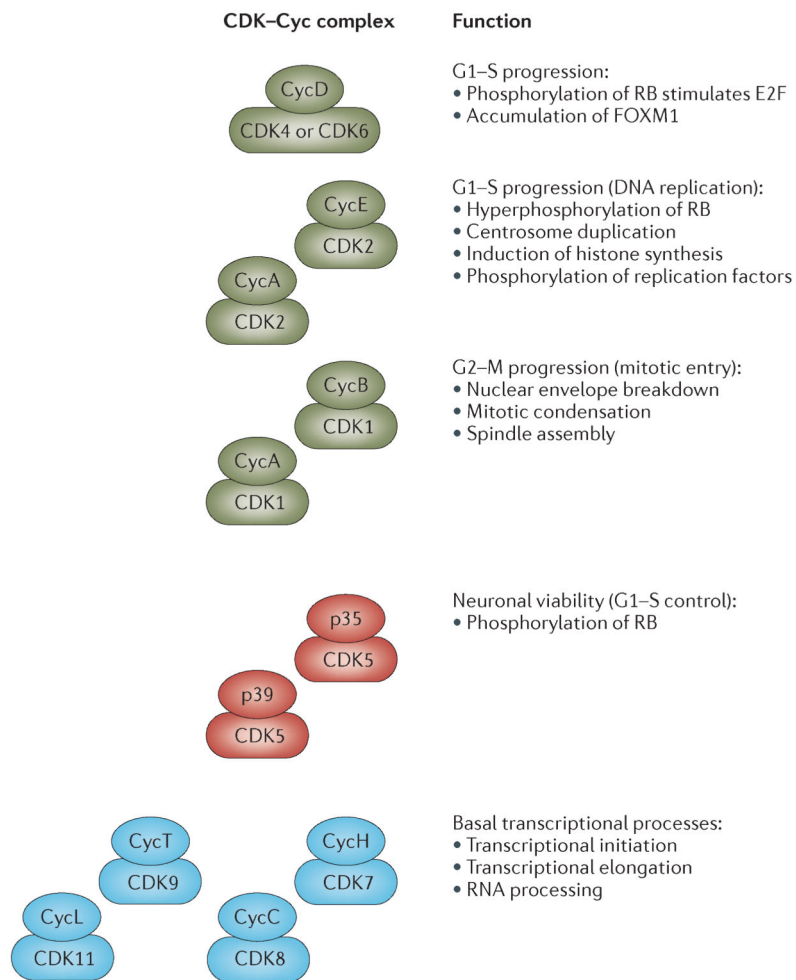 CDK–Cyc complex
Function
CycD
CDK4 or CDK6
G1–S progression:
• Phosphorylation of RB stimulates E2F
• Accumulation of FOXM1
CycE
CDK2
CycA
CDK2
G1–S progression (DNA replication):
• Hyperphosphorylation of RB
• Centrosome duplication
• Induction of histone synthesis
• Phosphorylation of replication factors
CycB
CDK1
CycA
CDK1
G2–M progression (mitotic entry):
• Nuclear envelope breakdown
• Mitotic condensation
• Spindle assembly
p35
CDK5
p39
CDK5
Neuronal viability (G1–S control):
• Phosphorylation of RB
CycT
CDK9
CycH
CDK7
CycL
CDK11
CycC
CDK8
Basal transcriptional processes:
• Transcriptional initiation
• Transcriptional elongation
• RNA processing